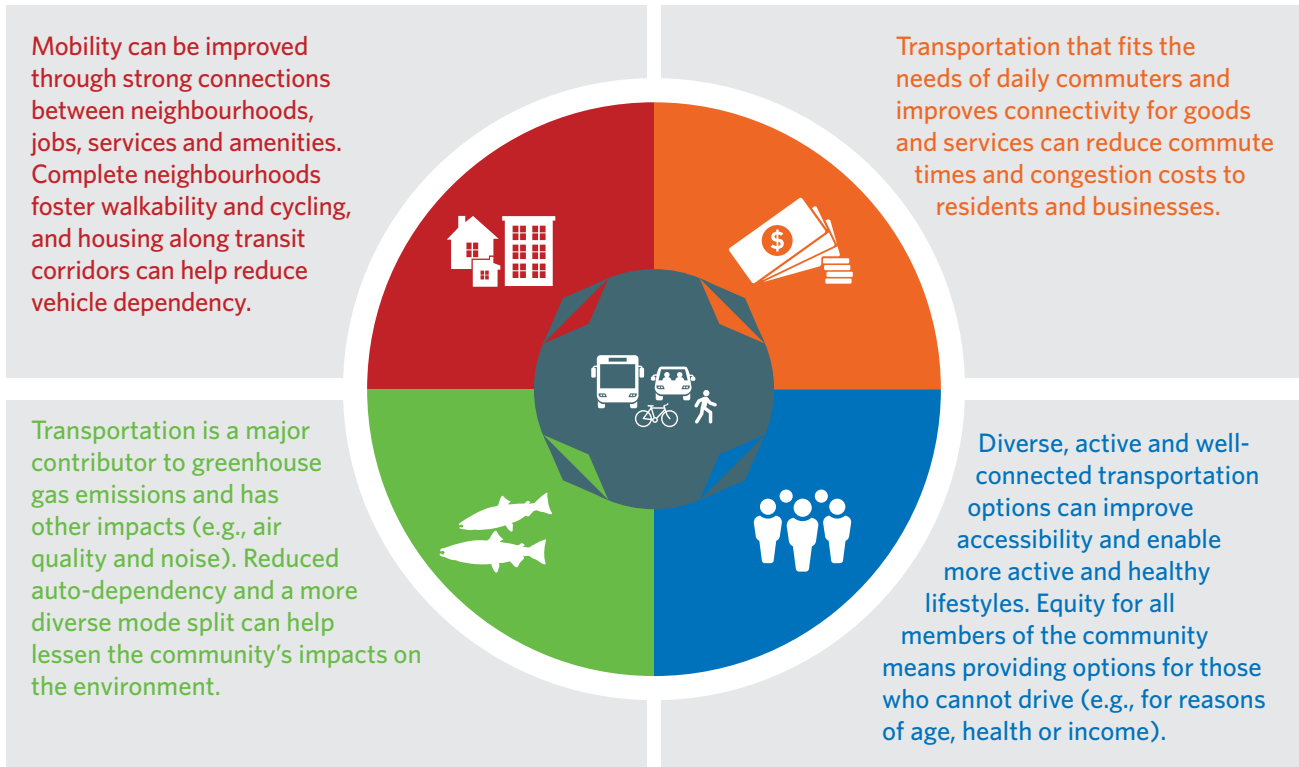 Mobility can be improved
through strong connections
between neighbourhoods,
jobs, services and amenities.
Complete neighbourhoods
foster walkability and cycling,
and housing along transit
corridors can help reduce
vehicle dependency.
Transportation that fits the
needs of daily commuters and
improves connectivity for goods
and services can reduce commute
times and congestion costs to
residents and businesses.
$
Transportation is a major
contributor to greenhouse
gas emissions and has
other impacts (e.g., air
quality and noise). Reduced
auto-dependency and a more
diverse mode split can help
lessen the community’s impacts on
the environment.
Diverse, active and well-
connected transportation
options can improve
accessibility and enable
more active and healthy
lifestyles. Equity for all
members of the community
means providing options for those
who cannot drive (e.g., for reasons
of age, health or income).